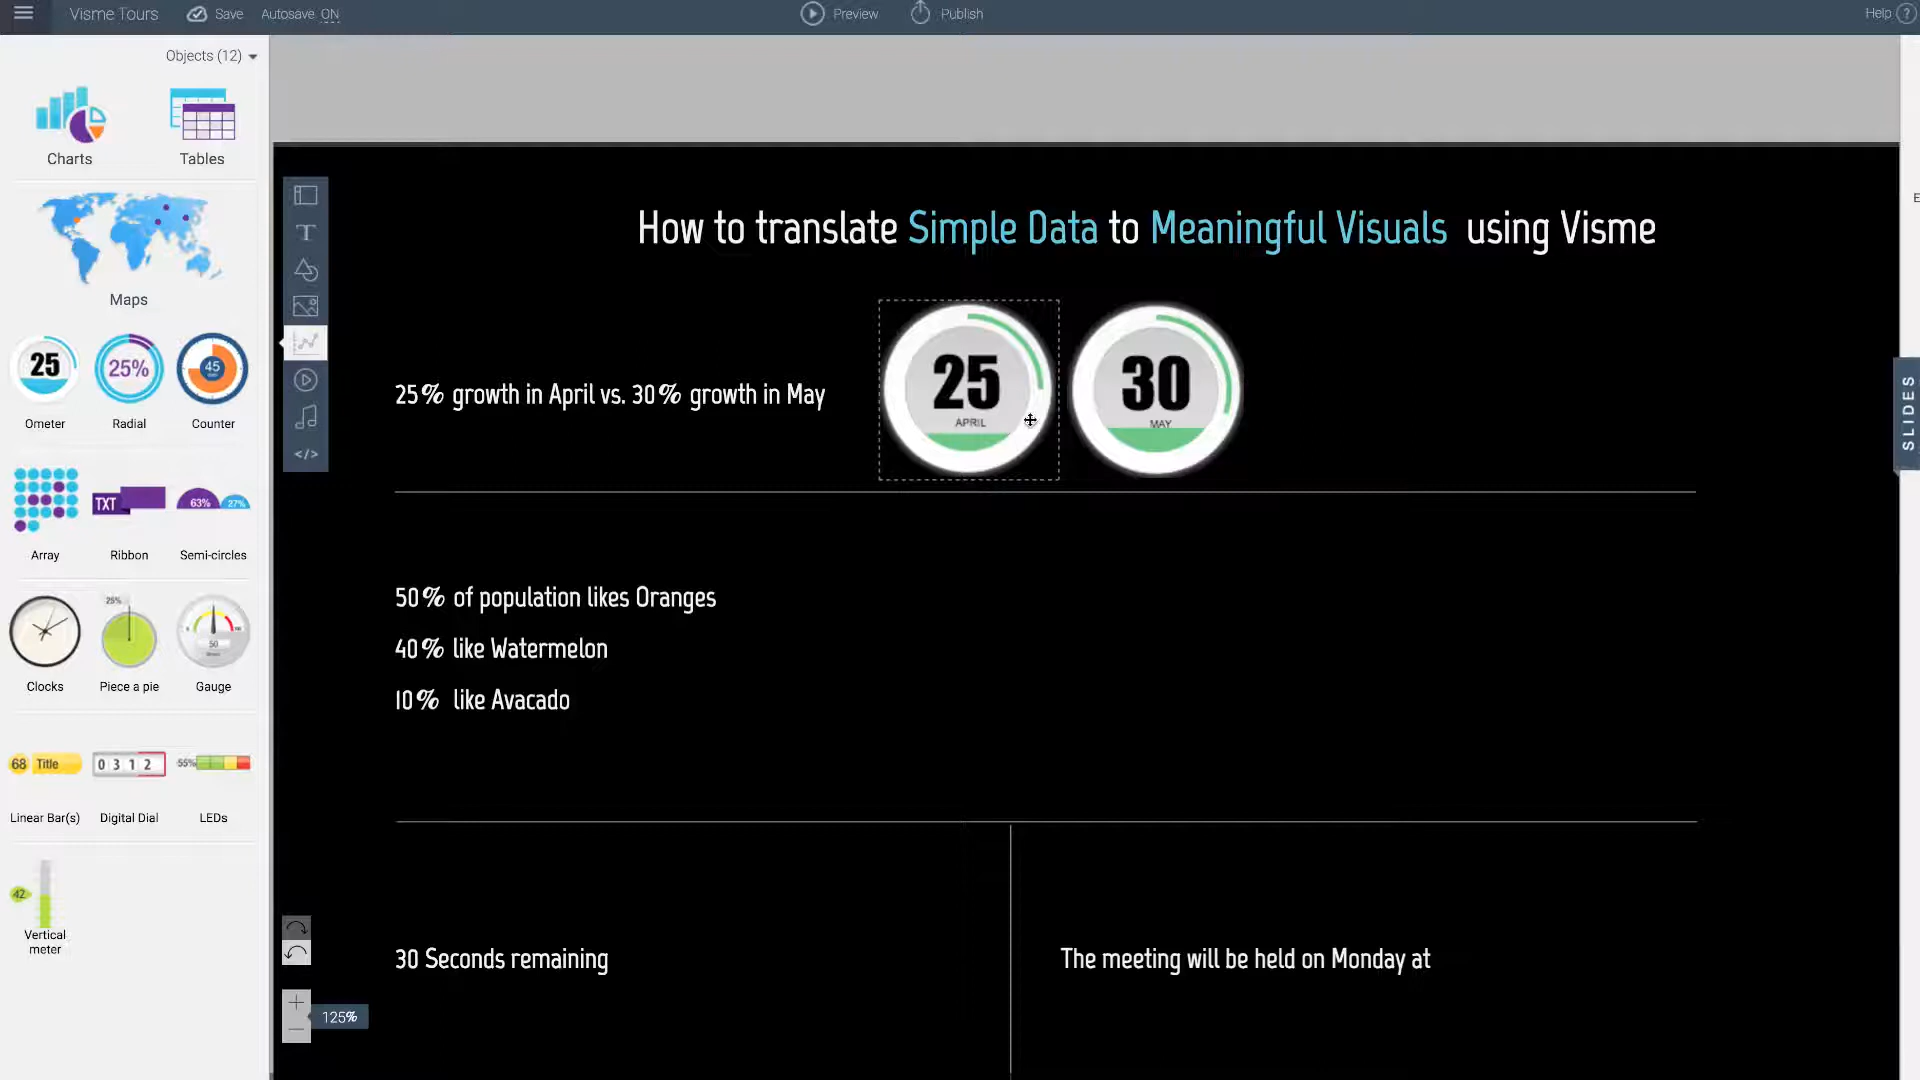 Visme Tours
Save
Autosave ON
Preview
Publish
Help ?
Objects (12)
Charts
Tables
Maps
25
25%
45
Ometer
Radial
Counter
TXT
63%
27%
Array
Ribbon
Semi-circles
25%
50
Clocks
Piece a pie
Gauge
68 Title
0 3 1 2
55%
Linear Bar(s)
Digital Dial
LEDs
42
Vertical
meter
T
</>
125%
How to translate Simple Data to Meaningful Visuals using Visme
25% growth in April vs. 30% growth in May
25
APRIL
30
MAY
50% of population likes Oranges
40% like Watermelon
10% like Avacado
30 Seconds remaining
The meeting will be held on Monday at
SLIDES
E